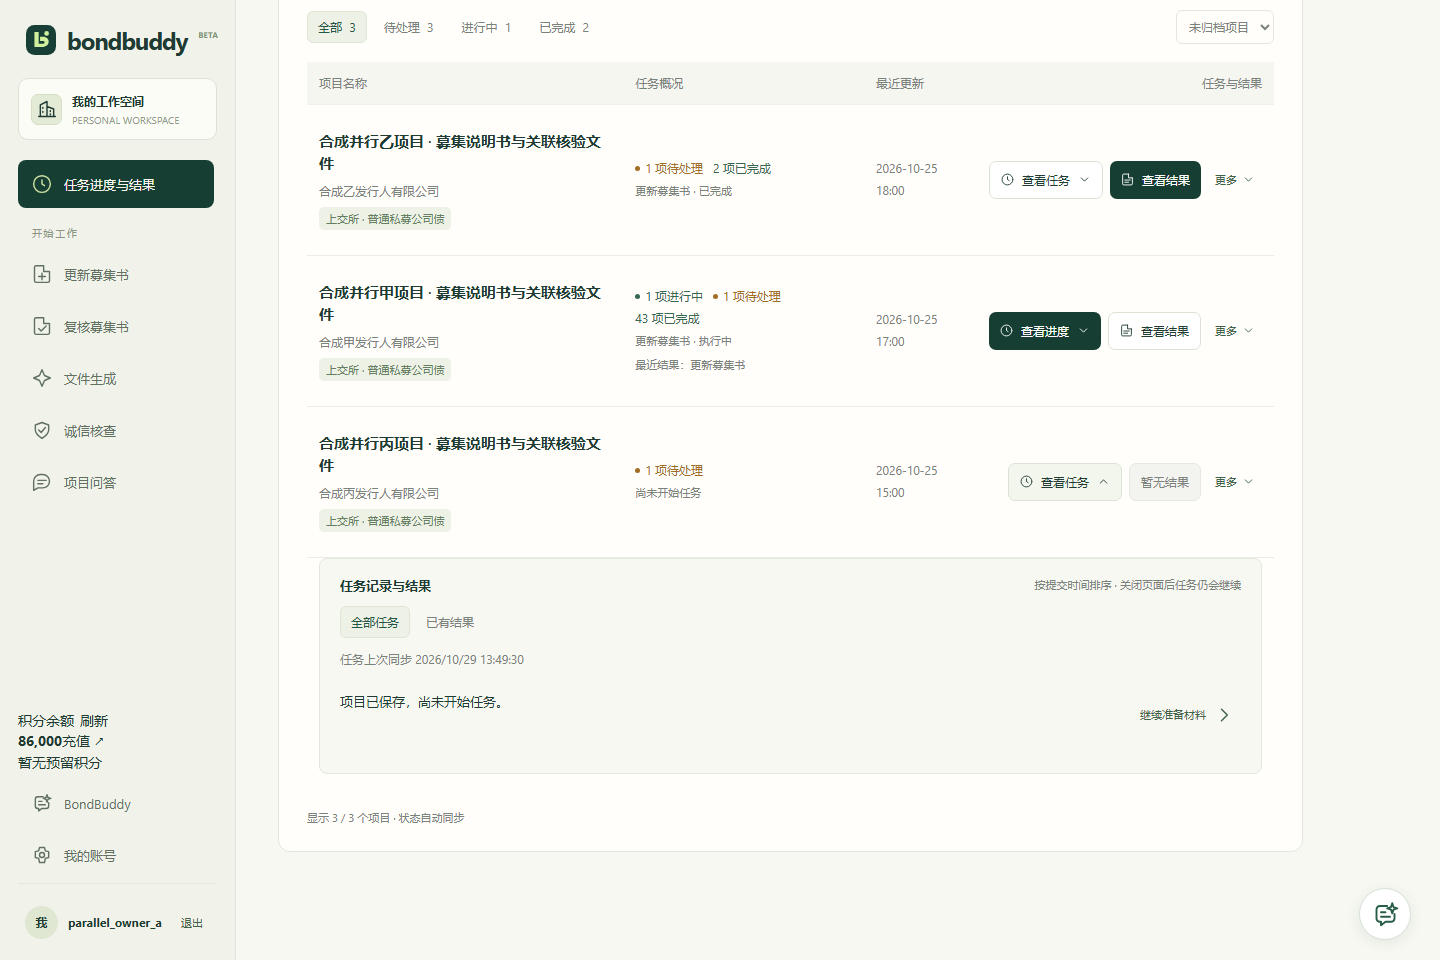 bondbuddy BETA
我的工作空间
PERSONAL WORKSPACE
任务进度与结果
开始工作
更新募集书
复核募集书
文件生成
诚信核查
项目问答
积分余额 刷新
86,000充值 ↗
暂无预留积分
BondBuddy
我的账号
我 parallel_owner_a 退出
全部 3 待处理 3 进行中 1 已完成 2 未归档项目
项目名称 任务概况 最近更新 任务与结果
合成并行乙项目 · 募集说明书与关联核验文
件
合成乙发行人有限公司
上交所 · 普通私募公司债
1 项待处理 2 项已完成
更新募集书 · 已完成
2026-10-25
18:00
查看任务 查看结果 更多
合成并行甲项目 · 募集说明书与关联核验文
件
合成甲发行人有限公司
上交所 · 普通私募公司债
1 项进行中 1 项待处理
43 项已完成
更新募集书 · 执行中
最近结果：更新募集书
2026-10-25
17:00
查看进度 查看结果 更多
合成并行丙项目 · 募集说明书与关联核验文
件
合成丙发行人有限公司
上交所 · 普通私募公司债
1 项待处理
尚未开始任务
2026-10-25
15:00
查看任务 暂无结果 更多
任务记录与结果 按提交时间排序 · 关闭页面后任务仍会继续
全部任务 已有结果
任务上次同步 2026/10/29 13:49:30
项目已保存，尚未开始任务。
继续准备材料
显示 3 / 3 个项目 · 状态自动同步